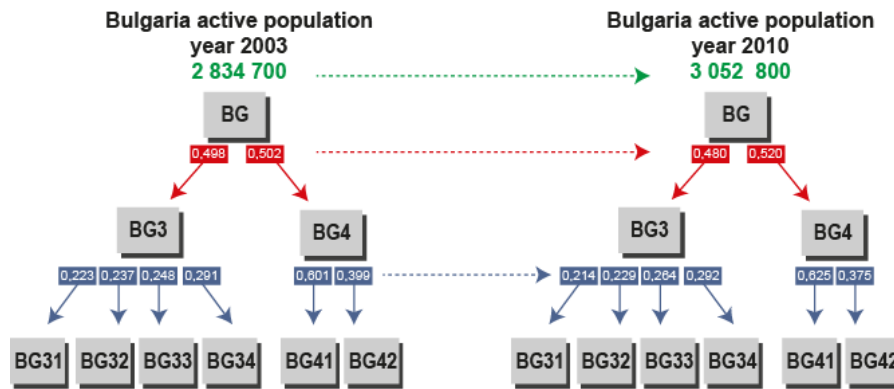 Bulgaria active population
year 2003
2 834 700
Bulgaria active population
year 2010
3 052 800
BG
BG
0,498 0,502
0,480 0,520
BG3 BG4
BG3 BG4
0,223 0,237 0,248 0,291 0,601 0,399
0,214 0,229 0,264 0,292 0,625 0,375
BG31 BG32 BG33 BG34 BG41 BG42
BG31 BG32 BG33 BG34 BG41 BG42